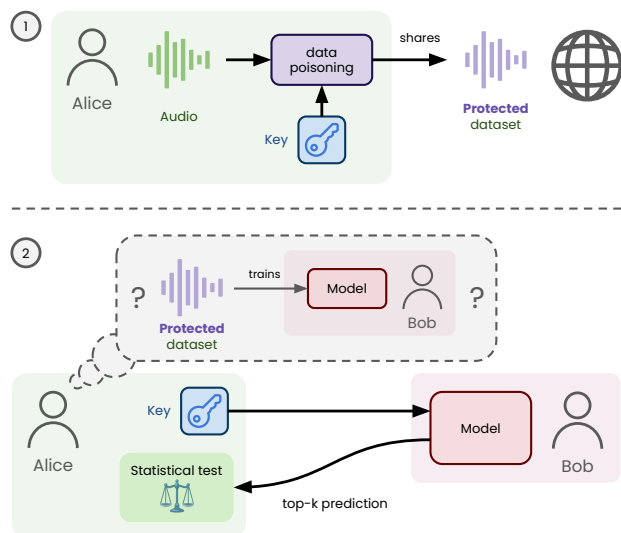 1
Alice
Audio
data
poisoning
Key
shares
Protected
dataset
2
?
Protected
dataset
trains
Model
Bob
?
Alice
Key
Statistical test
top-k prediction
Model
Bob